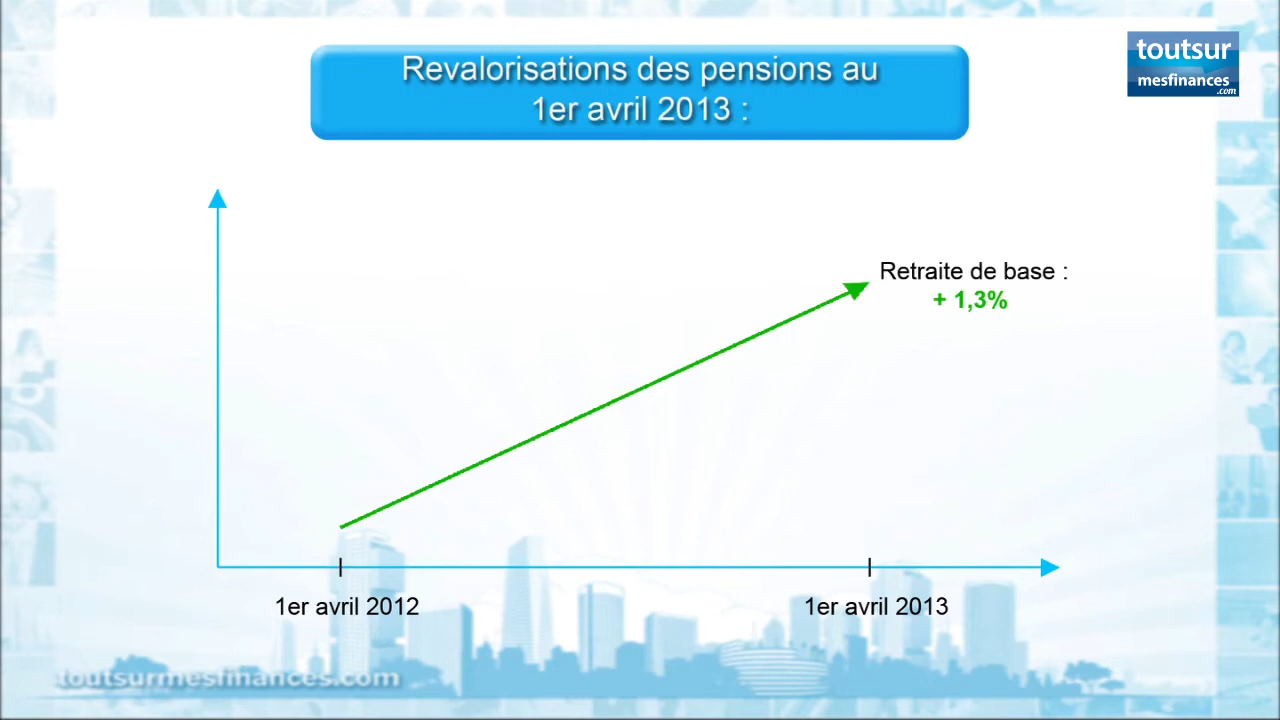 toutsur
mesfinances
.com
Revalorisations des pensions au
1er avril 2013 :
Retraite de base :
+ 1,3%
1er avril 2012
1er avril 2013
toutsurmesfinances.com